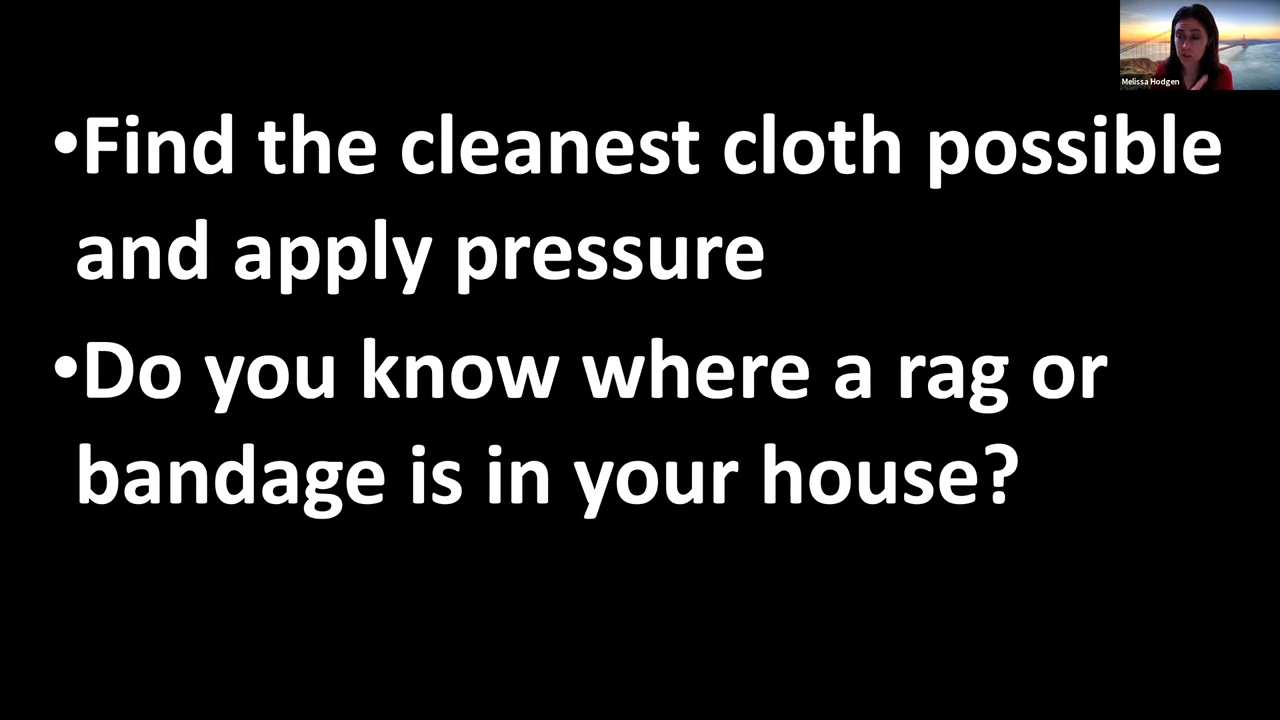 Melissa Hodgen
•Find the cleanest cloth possible
and apply pressure
•Do you know where a rag or
bandage is in your house?